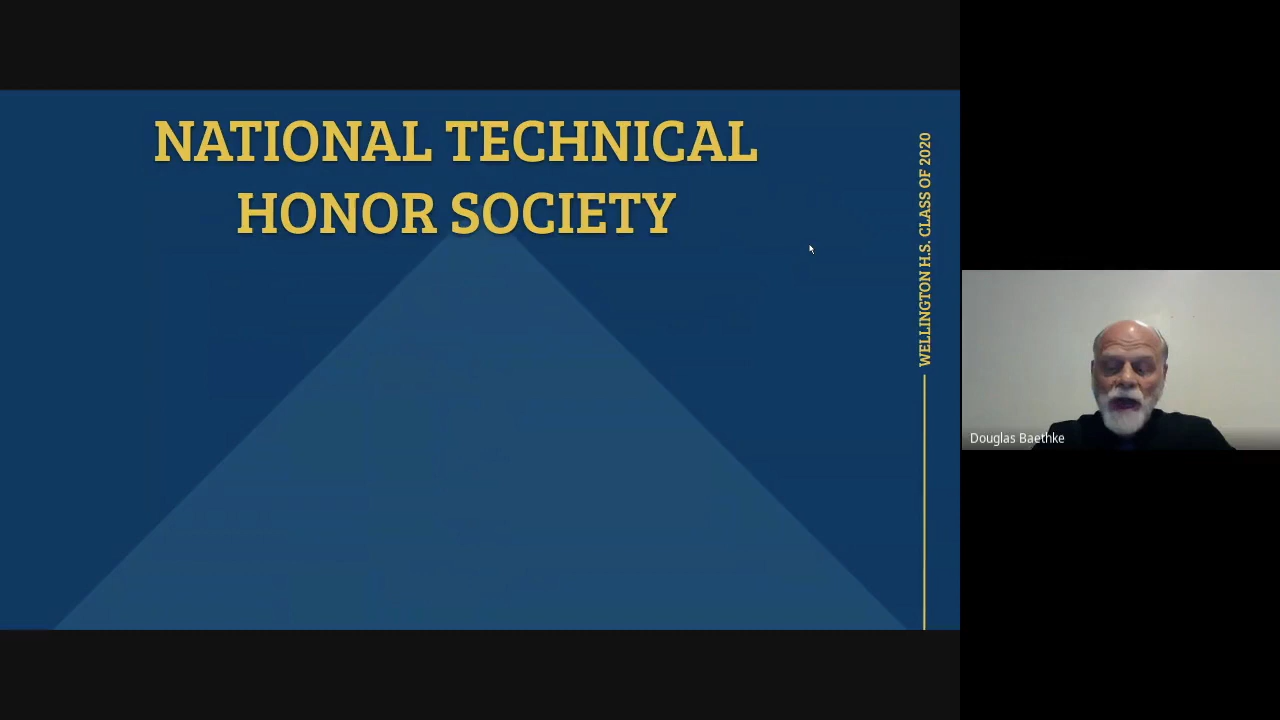 NATIONAL TECHNICAL
HONOR SOCIETY
WELLINGTON H.S. CLASS OF 2020
Douglas Baethke